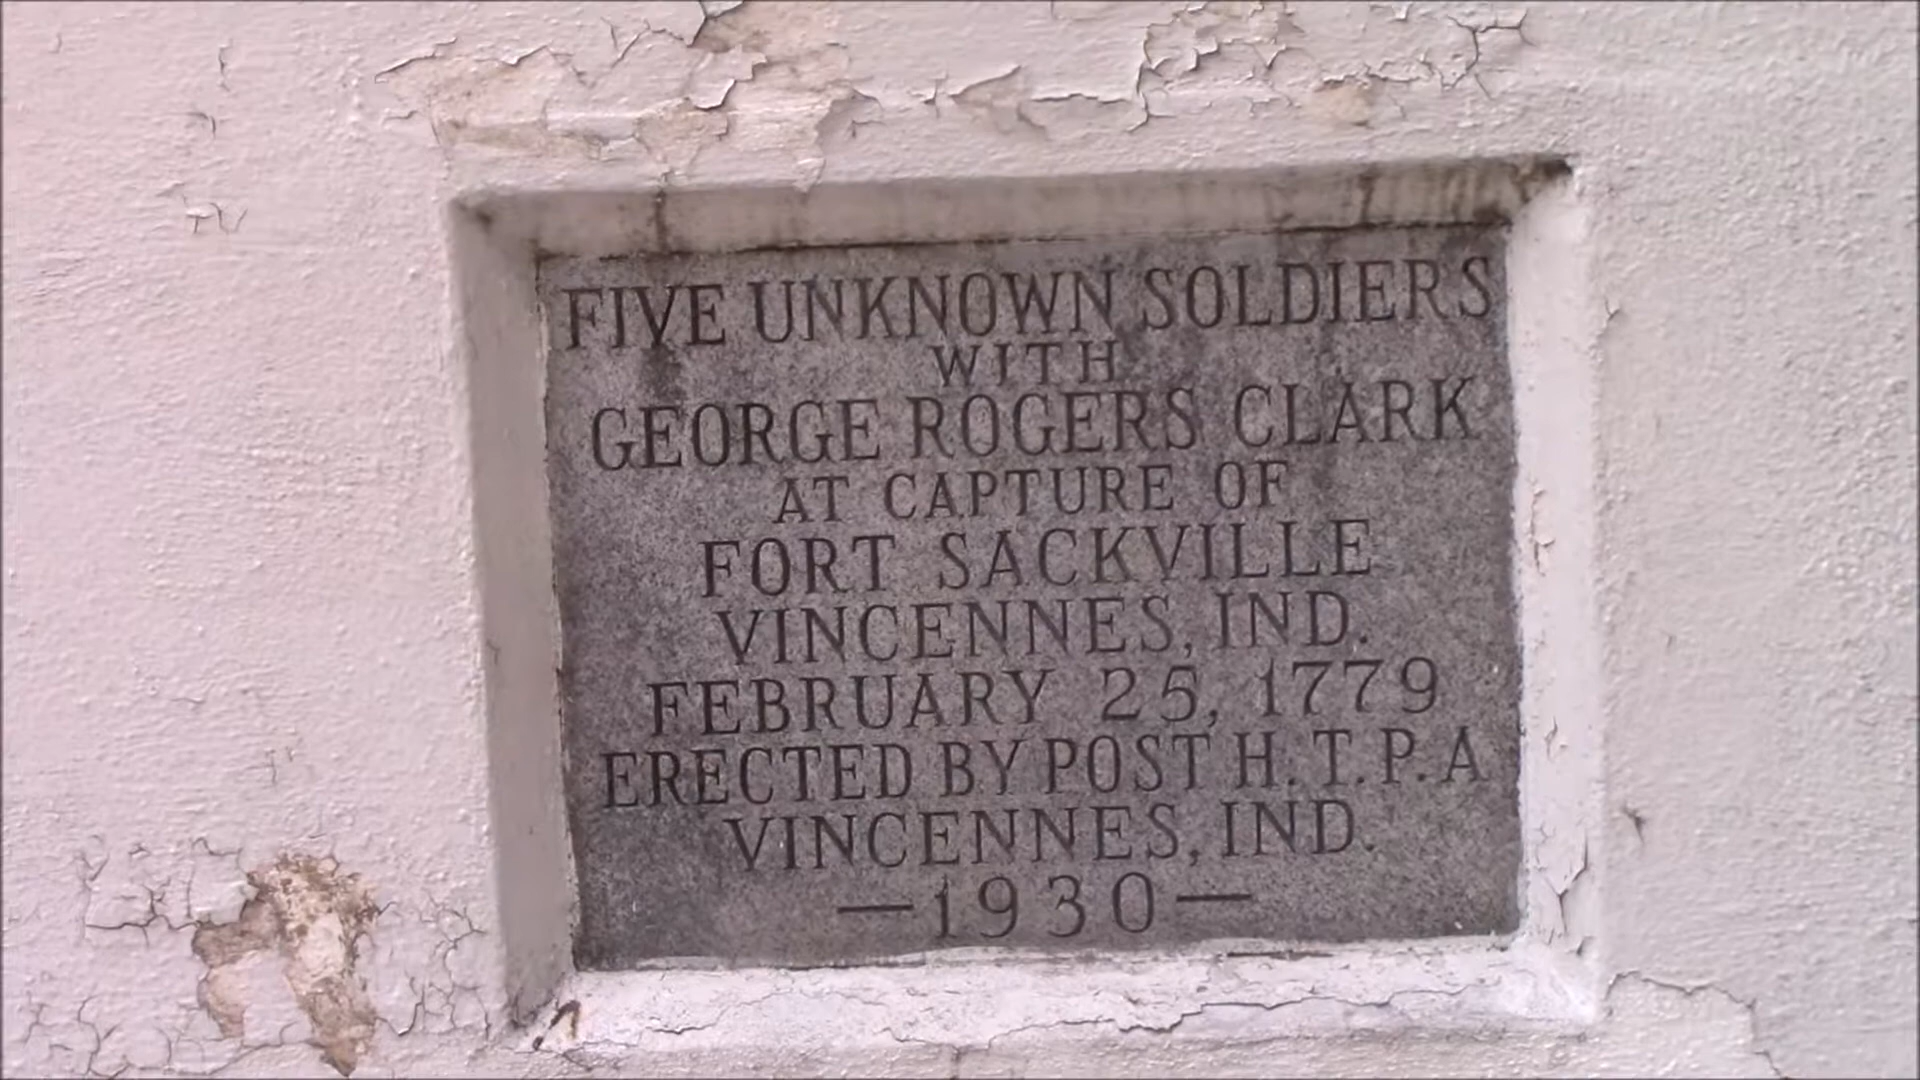 FIVE UNKNOWN SOLDIERS
WITH
GEORGE ROGERS CLARK
AT CAPTURE OF
FORT SACKVILLE
VINCENNES, IND.
FEBRUARY 25, 1779
ERECTED BY POST H. T. P. A
VINCENNES, IND.
—1930—